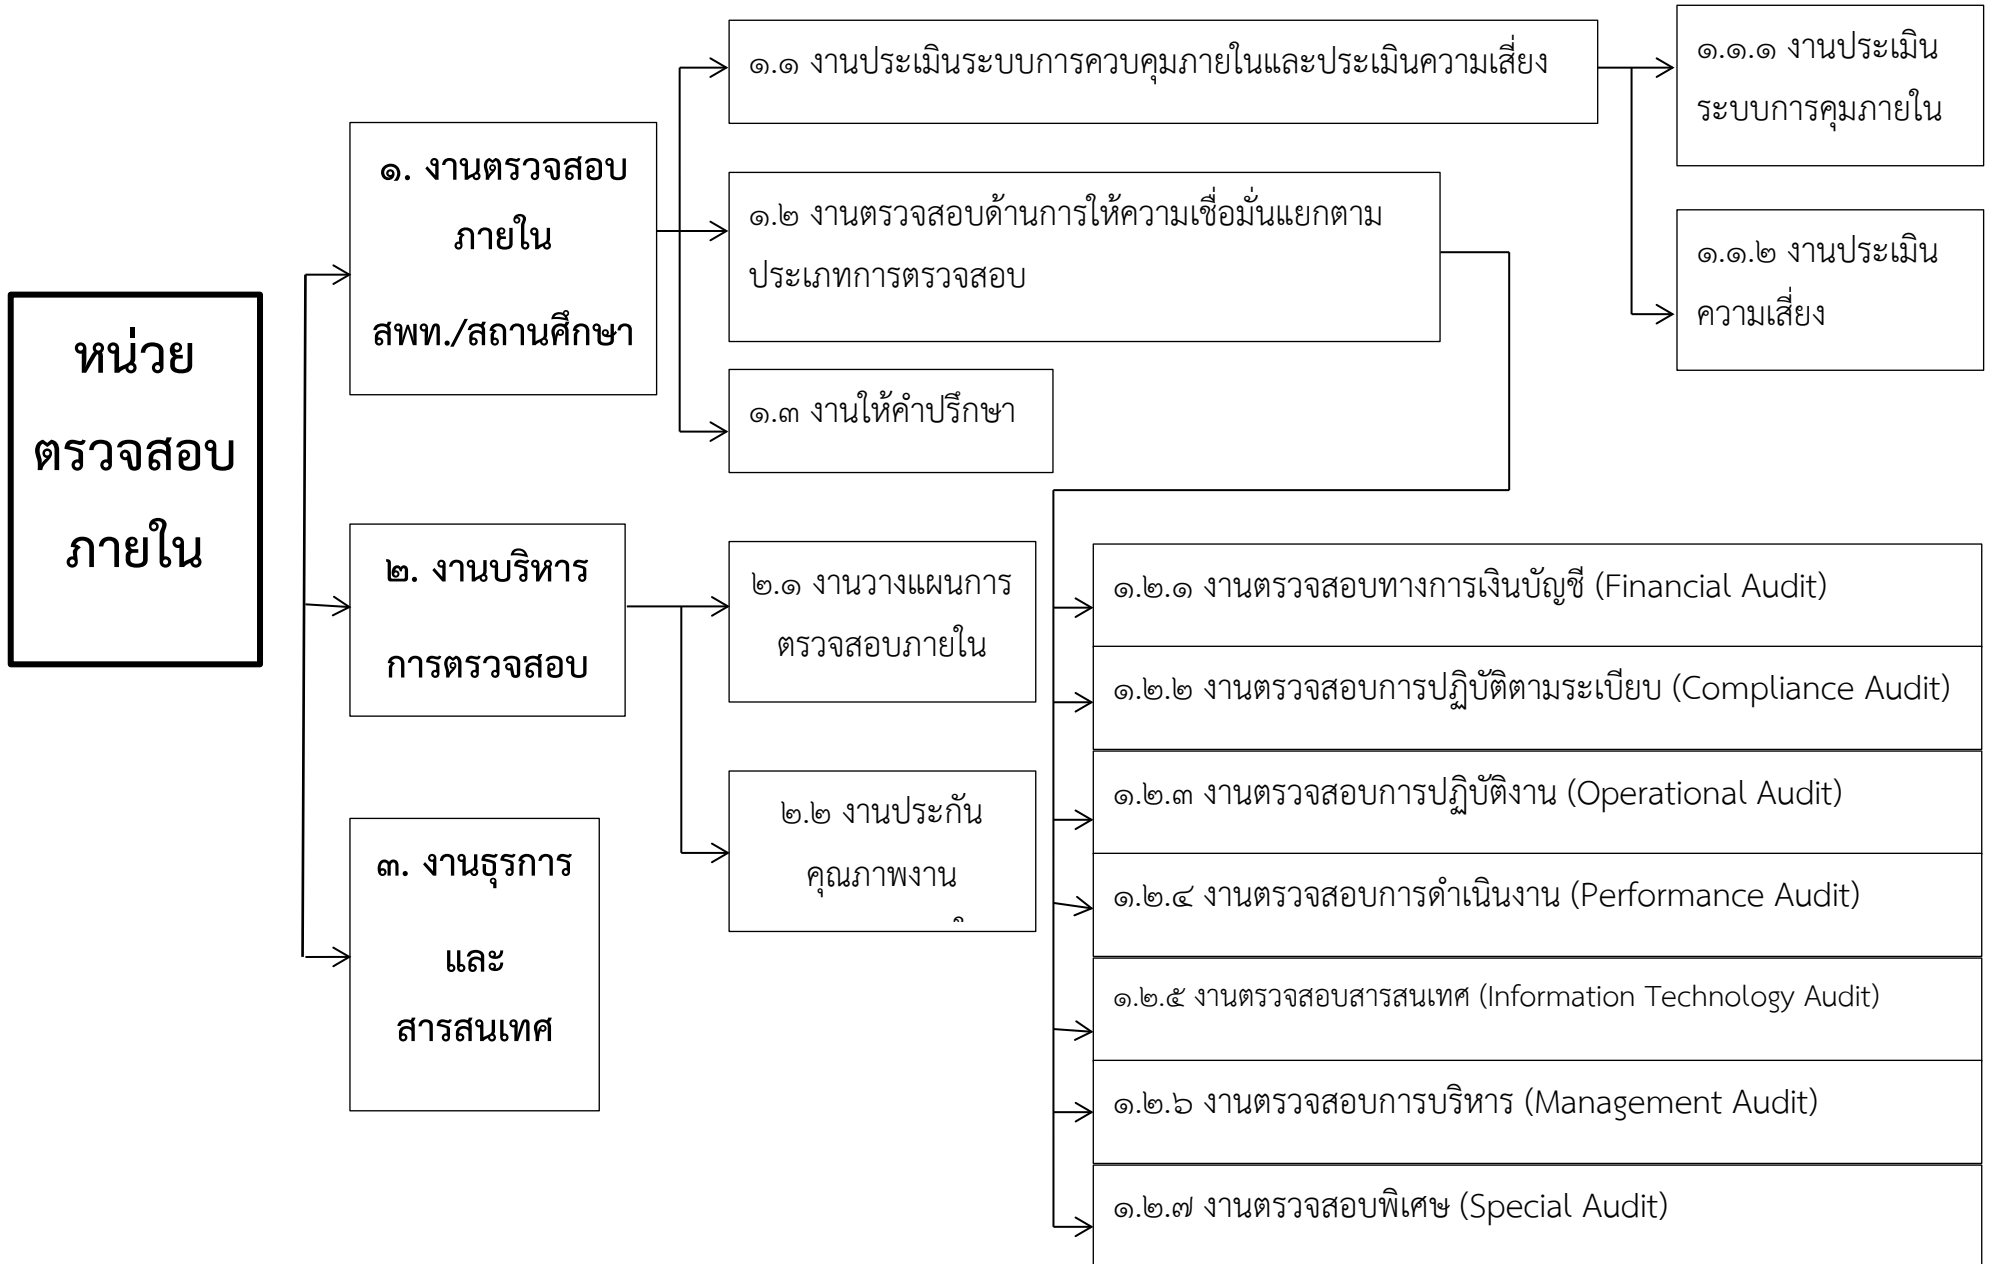 หน่วย
ตรวจสอบ
ภายใน
๑. งานตรวจสอบ
ภายใน
สพท./สถานศึกษา
๑.๑ งานประเมินระบบการควบคุมภายในและประเมินความเสี่ยง
๑.๑.๑ งานประเมิน
ระบบการคุมภายใน
๑.๑.๒ งานประเมิน
ความเสี่ยง
๑.๒ งานตรวจสอบด้านการให้ความเชื่อมั่นแยกตาม
ประเภทการตรวจสอบ
๑.๓ งานให้คำปรึกษา
๒. งานบริหาร
การตรวจสอบ
๒.๑ งานวางแผนการ
ตรวจสอบภายใน
๒.๒ งานประกัน
คุณภาพงาน
๓. งานธุรการ
และ
สารสนเทศ
๑.๒.๑ งานตรวจสอบทางการเงินบัญชี (Financial Audit)
๑.๒.๒ งานตรวจสอบการปฏิบัติตามระเบียบ (Compliance Audit)
๑.๒.๓ งานตรวจสอบการปฏิบัติงาน (Operational Audit)
๑.๒.๔ งานตรวจสอบการดำเนินงาน (Performance Audit)
๑.๒.๕ งานตรวจสอบสารสนเทศ (Information Technology Audit)
๑.๒.๖ งานตรวจสอบการบริหาร (Management Audit)
๑.๒.๗ งานตรวจสอบพิเศษ (Special Audit)